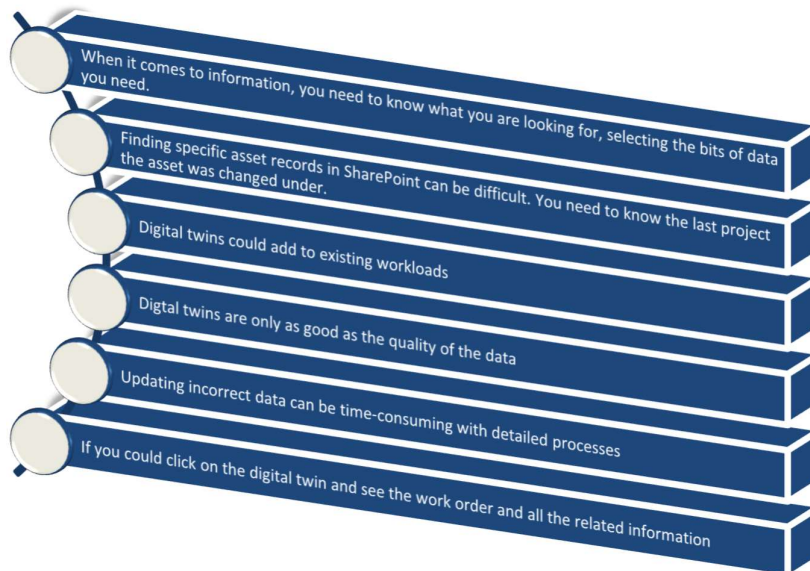 When it comes to information, you need to know what you are looking for, selecting the bits of data
you need.
Finding specific asset records in SharePoint can be difficult. You need to know the last project
the asset was changed under.
Digital twins could add to existing workloads
Digtal twins are only as good as the quality of the data
Updating incorrect data can be time-consuming with detailed processes
If you could click on the digital twin and see the work order and all the related information